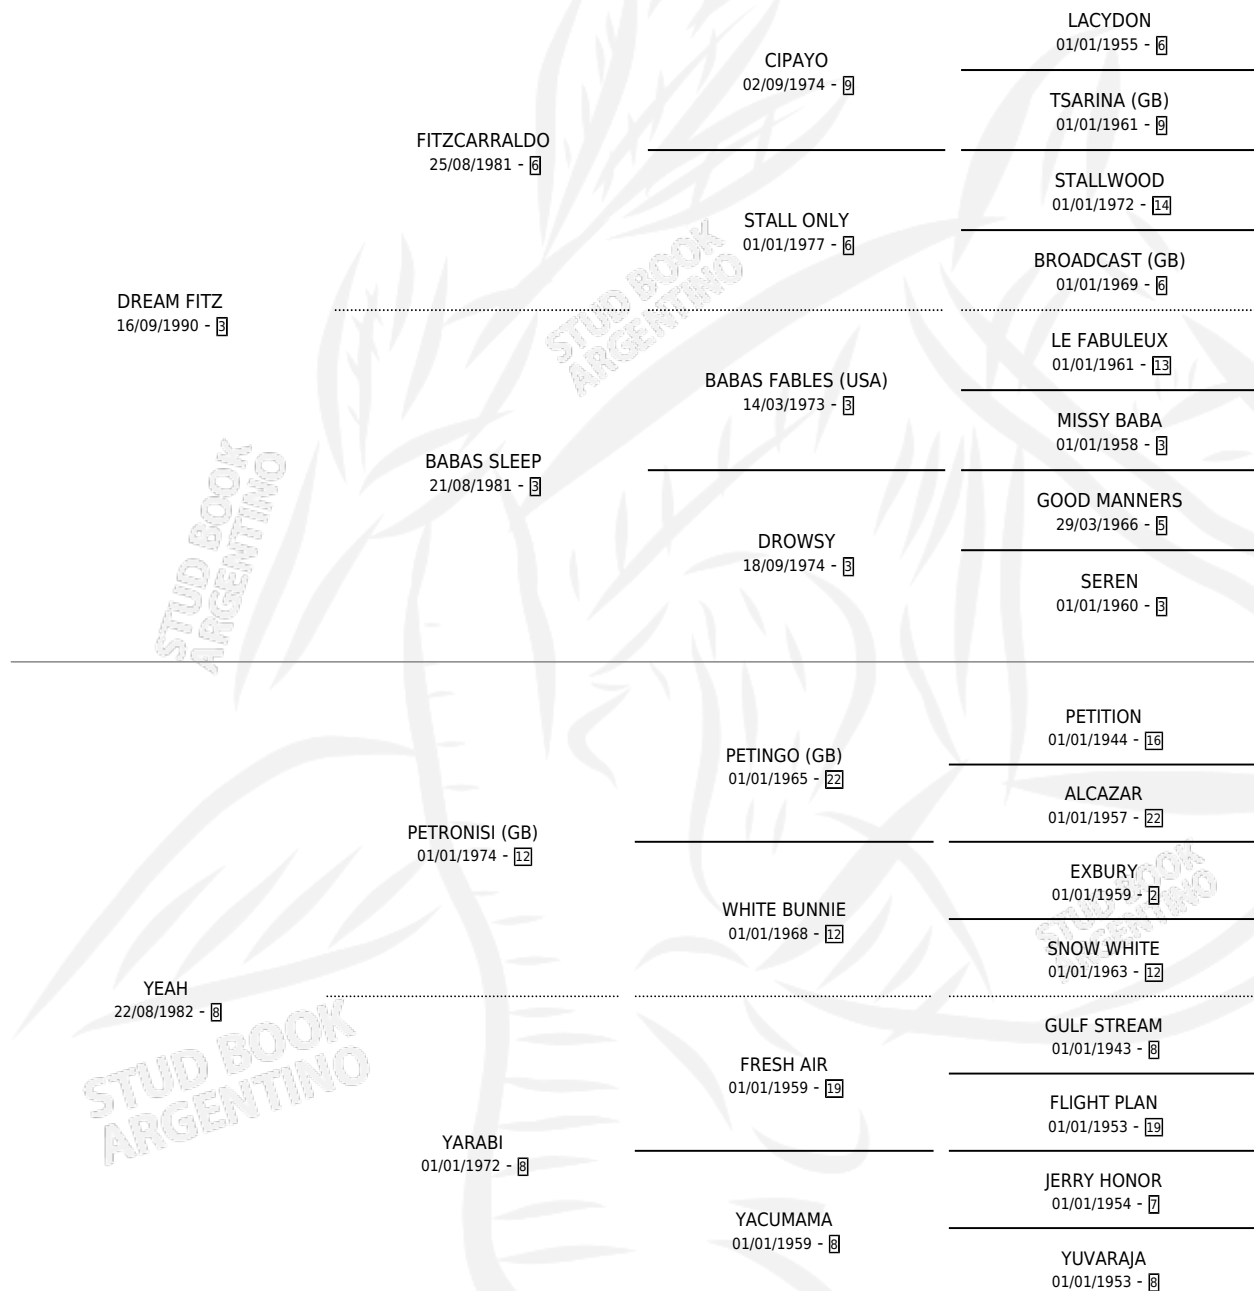 LACYDON
01/01/1955 - 6
CIPAYO
02/09/1974 - 9
TSARINA (GB)
01/01/1961 - 9
FITZCARRALDO
25/08/1981 - 6
STALLWOOD
01/01/1972 - 14
STALL ONLY
01/01/1977 - 6
BROADCAST (GB)
01/01/1969 - 6
DREAM FITZ
16/09/1990 - 3
STUD BOOK
ARGENTINO
LE FABULEUX
01/01/1961 - 13
BABAS FABLES (USA)
14/03/1973 - 3
MISSY BABA
01/01/1958 - 3
BABAS SLEEP
21/08/1981 - 3
GOOD MANNERS
29/03/1966 - 5
DROWSY
18/09/1974 - 3
SEREN
01/01/1960 - 3
STUD BOOK
ARGENTINO
PETITION
01/01/1944 - 16
PETINGO (GB)
01/01/1965 - 22
ALCAZAR
01/01/1957 - 22
PETRONISI (GB)
01/01/1974 - 12
EXBURY
01/01/1959 - 2
WHITE BUNNIE
01/01/1968 - 12
SNOW WHITE
01/01/1963 - 12
STUD BOOK
ARGENTINO
YEAH
22/08/1982 - 8
GULF STREAM
01/01/1943 - 8
FRESH AIR
01/01/1959 - 19
FLIGHT PLAN
01/01/1953 - 19
STUD BOOK
ARGENTINO
YARABI
01/01/1972 - 8
JERRY HONOR
01/01/1954 - 7
YACUMAMA
01/01/1959 - 8
YUVARAJA
01/01/1953 - 8